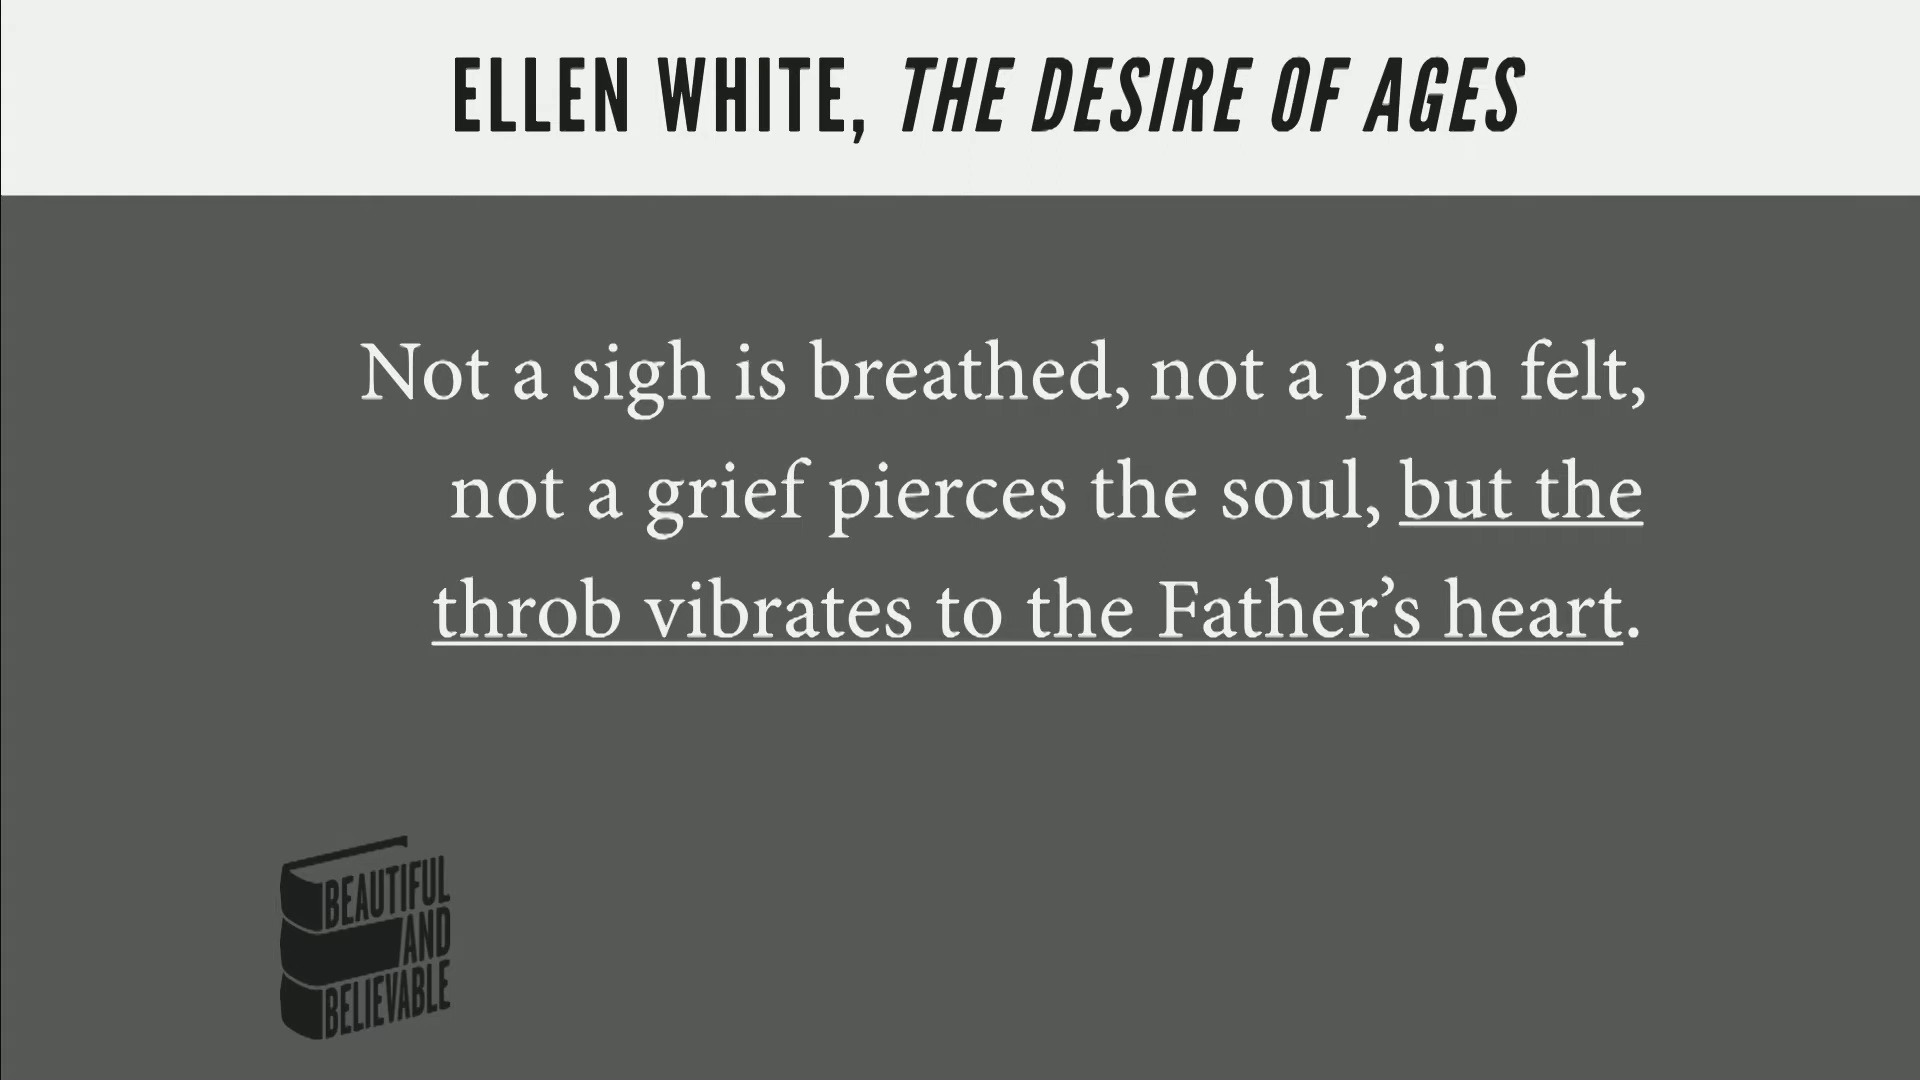 ELLEN WHITE, THE DESIRE OF AGES
Not a sigh is breathed, not a pain felt,
not a grief pierces the soul, but the
throb vibrates to the Father’s heart.
BEAUTIFUL
AND
BELIEVABLE